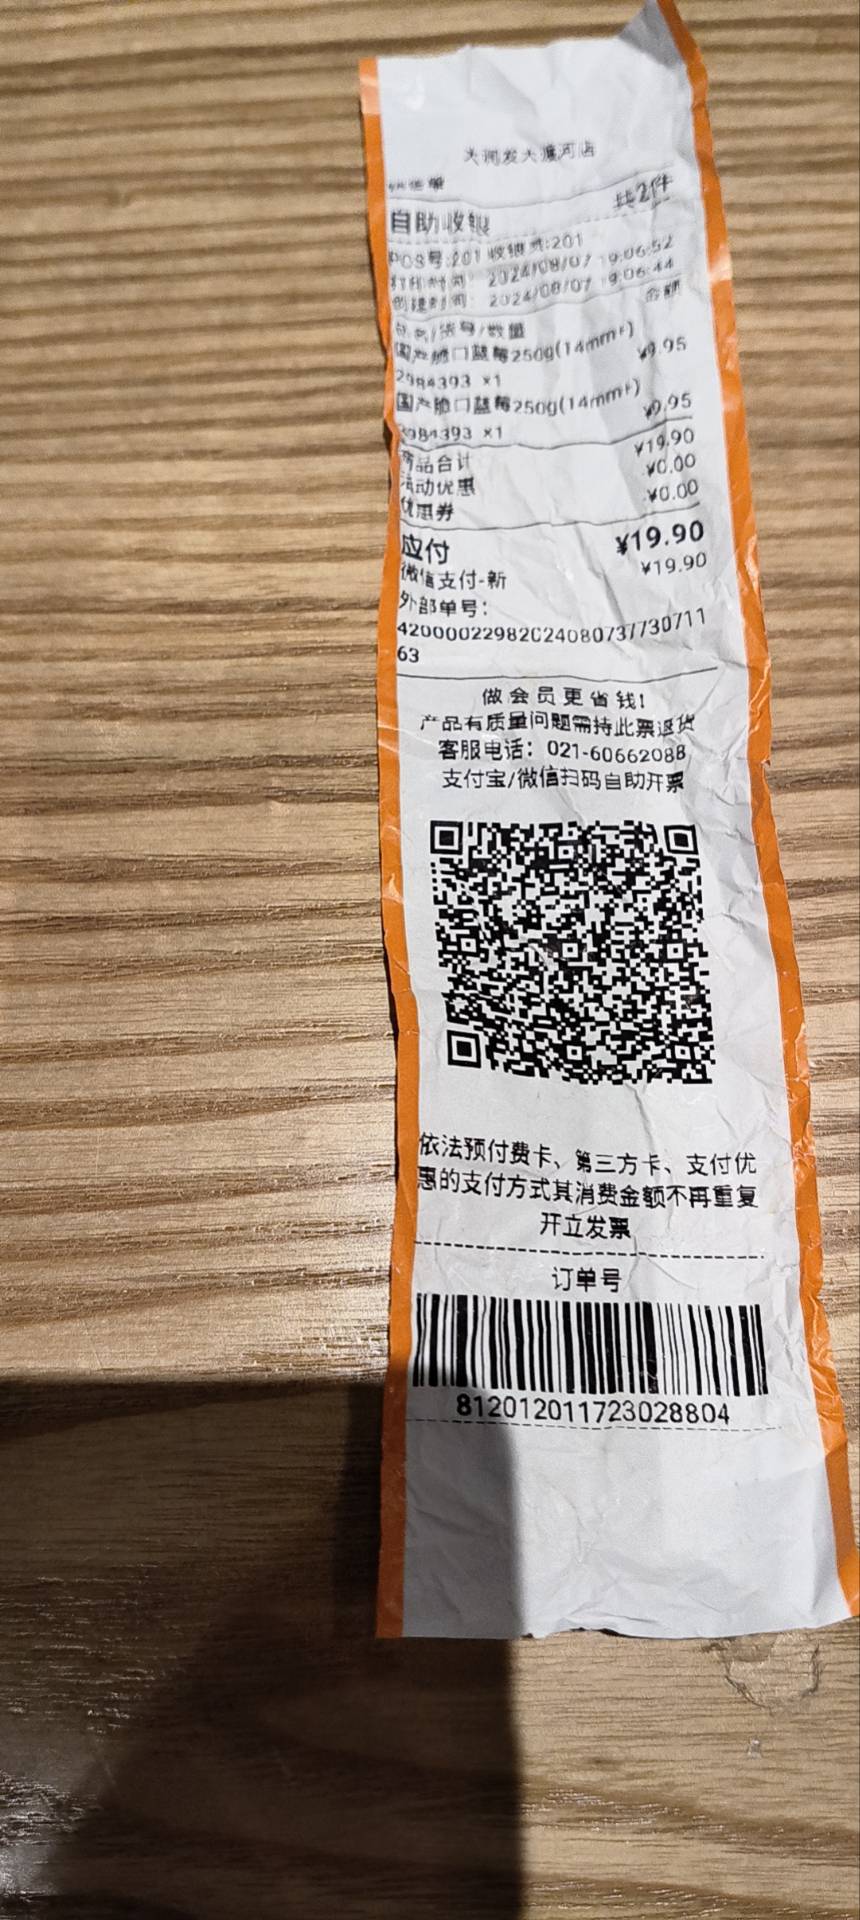 大润发大渡河店
共2件
自助收银
POS号:201 收银员:201
打印时间: 2024/08/07 19:06:52
创建时间: 2024/08/07 19:06:44
品名/货号/数量 金额
国产脆口蓝莓250g(14mm+) ¥9.95
2984393 ×1
国产脆口蓝莓250g(14mm+) ¥9.95
2984393 ×1
商品合计 ¥19.90
活动优惠 ¥0.00
优惠券 ¥0.00
应付 ¥19.90
微信支付-新 ¥19.90
外部单号:
42000022982024080737730711
63
做会员更省钱!
产品有质量问题需持此票退货
客服电话: 021-60662088
支付宝/微信扫码自助开票
依法预付费卡、第三方卡、支付优
惠的支付方式其消费金额不再重复
开立发票
订单号
812012011723028804